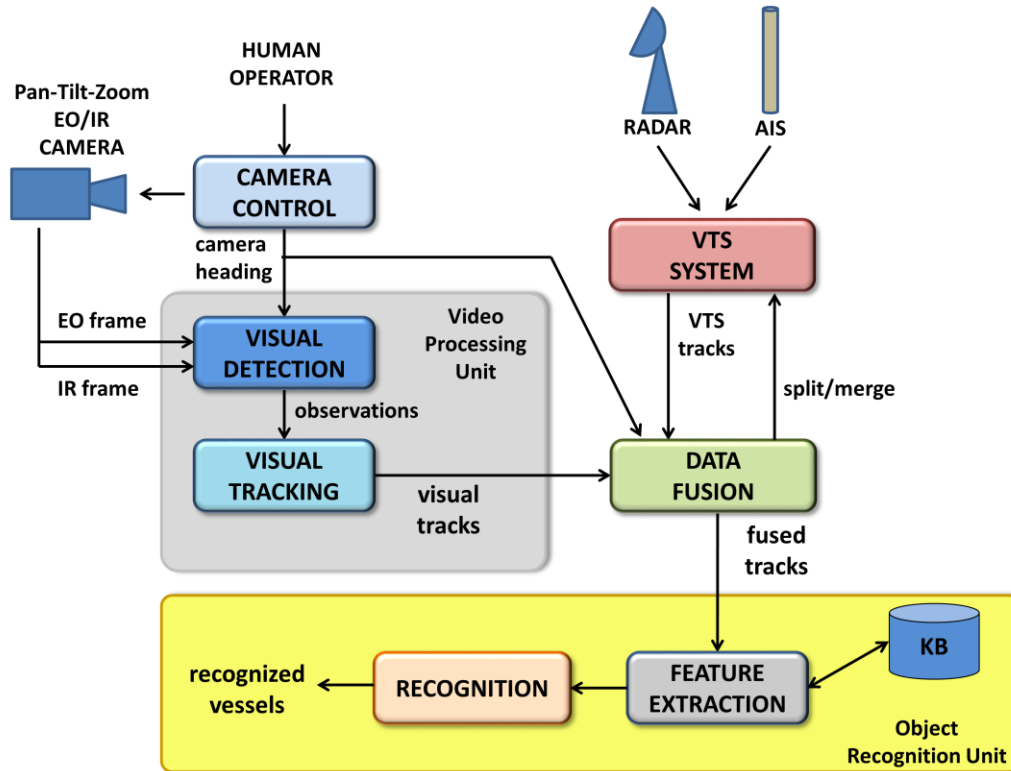 HUMAN
OPERATOR
Pan-Tilt-Zoom
EO/IR
CAMERA
RADAR
AIS
CAMERA
CONTROL
VTS
SYSTEM
camera
heading
EO frame
IR frame
VISUAL
DETECTION
Video
Processing
Unit
VTS
tracks
split/merge
observations
VISUAL
TRACKING
visual
tracks
DATA
FUSION
fused
tracks
KB
recognized
vessels
RECOGNITION
FEATURE
EXTRACTION
Object
Recognition Unit